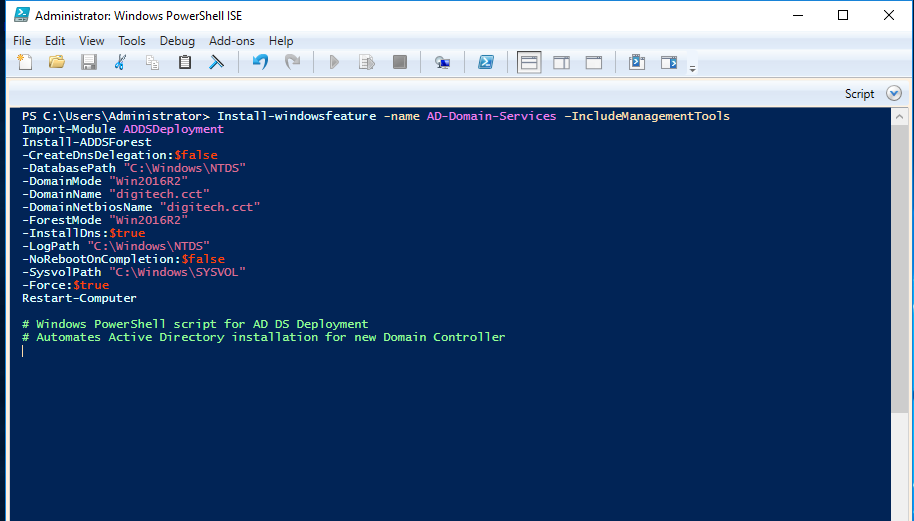 Administrator: Windows PowerShell ISE
File Edit View Tools Debug Add-ons Help
Script
PS C:\Users\Administrator> Install-windowsfeature -name AD-Domain-Services -IncludeManagementTools
Import-Module ADDSDeployment
Install-ADDSForest
-CreateDnsDelegation:$false
-DatabasePath "C:\Windows\NTDS"
-DomainMode "Win2016R2"
-DomainName "digitech.cct"
-DomainNetbiosName "digitech.cct"
-ForestMode "Win2016R2"
-InstallDns:$true
-LogPath "C:\Windows\NTDS"
-NoRebootOnCompletion:$false
-SysvolPath "C:\Windows\SYSVOL"
-Force:$true
Restart-Computer
# Windows PowerShell script for AD DS Deployment
# Automates Active Directory installation for new Domain Controller